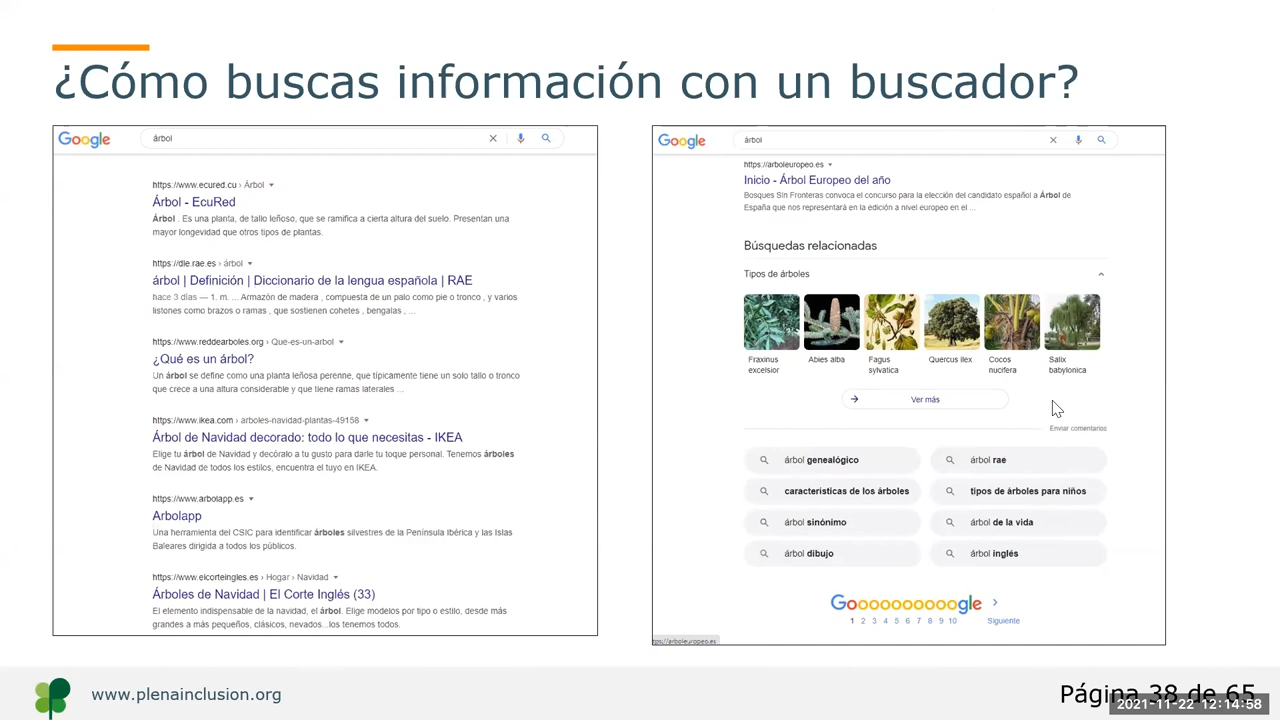 ¿Cómo buscas información con un buscador?
Google
árbol
https://www.ecured.cu › Árbol
Árbol - EcuRed
Árbol . Es una planta, de tallo leñoso, que se ramifica a cierta altura del suelo. Presentan una
mayor longevidad que otros tipos de plantas.
https://dle.rae.es › árbol
árbol | Definición | Diccionario de la lengua española | RAE
hace 3 días — 1. m. ... Armazón de madera , compuesta de un palo como pie o tronco , y varios
listones como brazos o ramas , que sostienen cohetes , bengalas , ...
https://www.reddearboles.org › Que-es-un-arbol
¿Qué es un árbol?
Un árbol se define como una planta leñosa perenne, que típicamente tiene un solo tallo o tronco
que crece a una altura considerable y que tiene ramas laterales ...
https://www.ikea.com › arboles-navidad-plantas-49158
Árbol de Navidad decorado: todo lo que necesitas - IKEA
Elige tu árbol de Navidad y decóralo a tu gusto para darle tu toque personal. Tenemos árboles
de Navidad de todos los estilos, encuentra el tuyo en IKEA.
https://www.arbolapp.es
Arbolapp
Una herramienta del CSIC para identificar árboles silvestres de la Península Ibérica y las Islas
Baleares dirigida a todos los públicos.
https://www.elcorteingles.es › Hogar › Navidad
Árboles de Navidad | El Corte Inglés (33)
El elemento indispensable de la navidad, el árbol. Elige modelos por tipo o estilo, desde más
grandes a más pequeños, clásicos, nevados...los tenemos todos.
Google
árbol
https://arboleuropeo.es
Inicio - Árbol Europeo del año
Bosques Sin Fronteras convoca el concurso para la elección del candidato español a Árbol de
España que nos representará en la edición a nivel europeo en el ...
Búsquedas relacionadas
Tipos de árboles
Fraxinus excelsior
Abies alba
Fagus sylvatica
Quercus ilex
Cocos nucifera
Salix babylonica
Ver más
Enviar comentarios
árbol genealógico
árbol rae
características de los árboles
tipos de árboles para niños
árbol sinónimo
árbol de la vida
árbol dibujo
árbol inglés
Goooooooooogle
1 2 3 4 5 6 7 8 9 10 Siguiente
ttps://arboleuropeo.es
www.plenainclusion.org
Página 38 de 65
2021-11-22 12:14:58